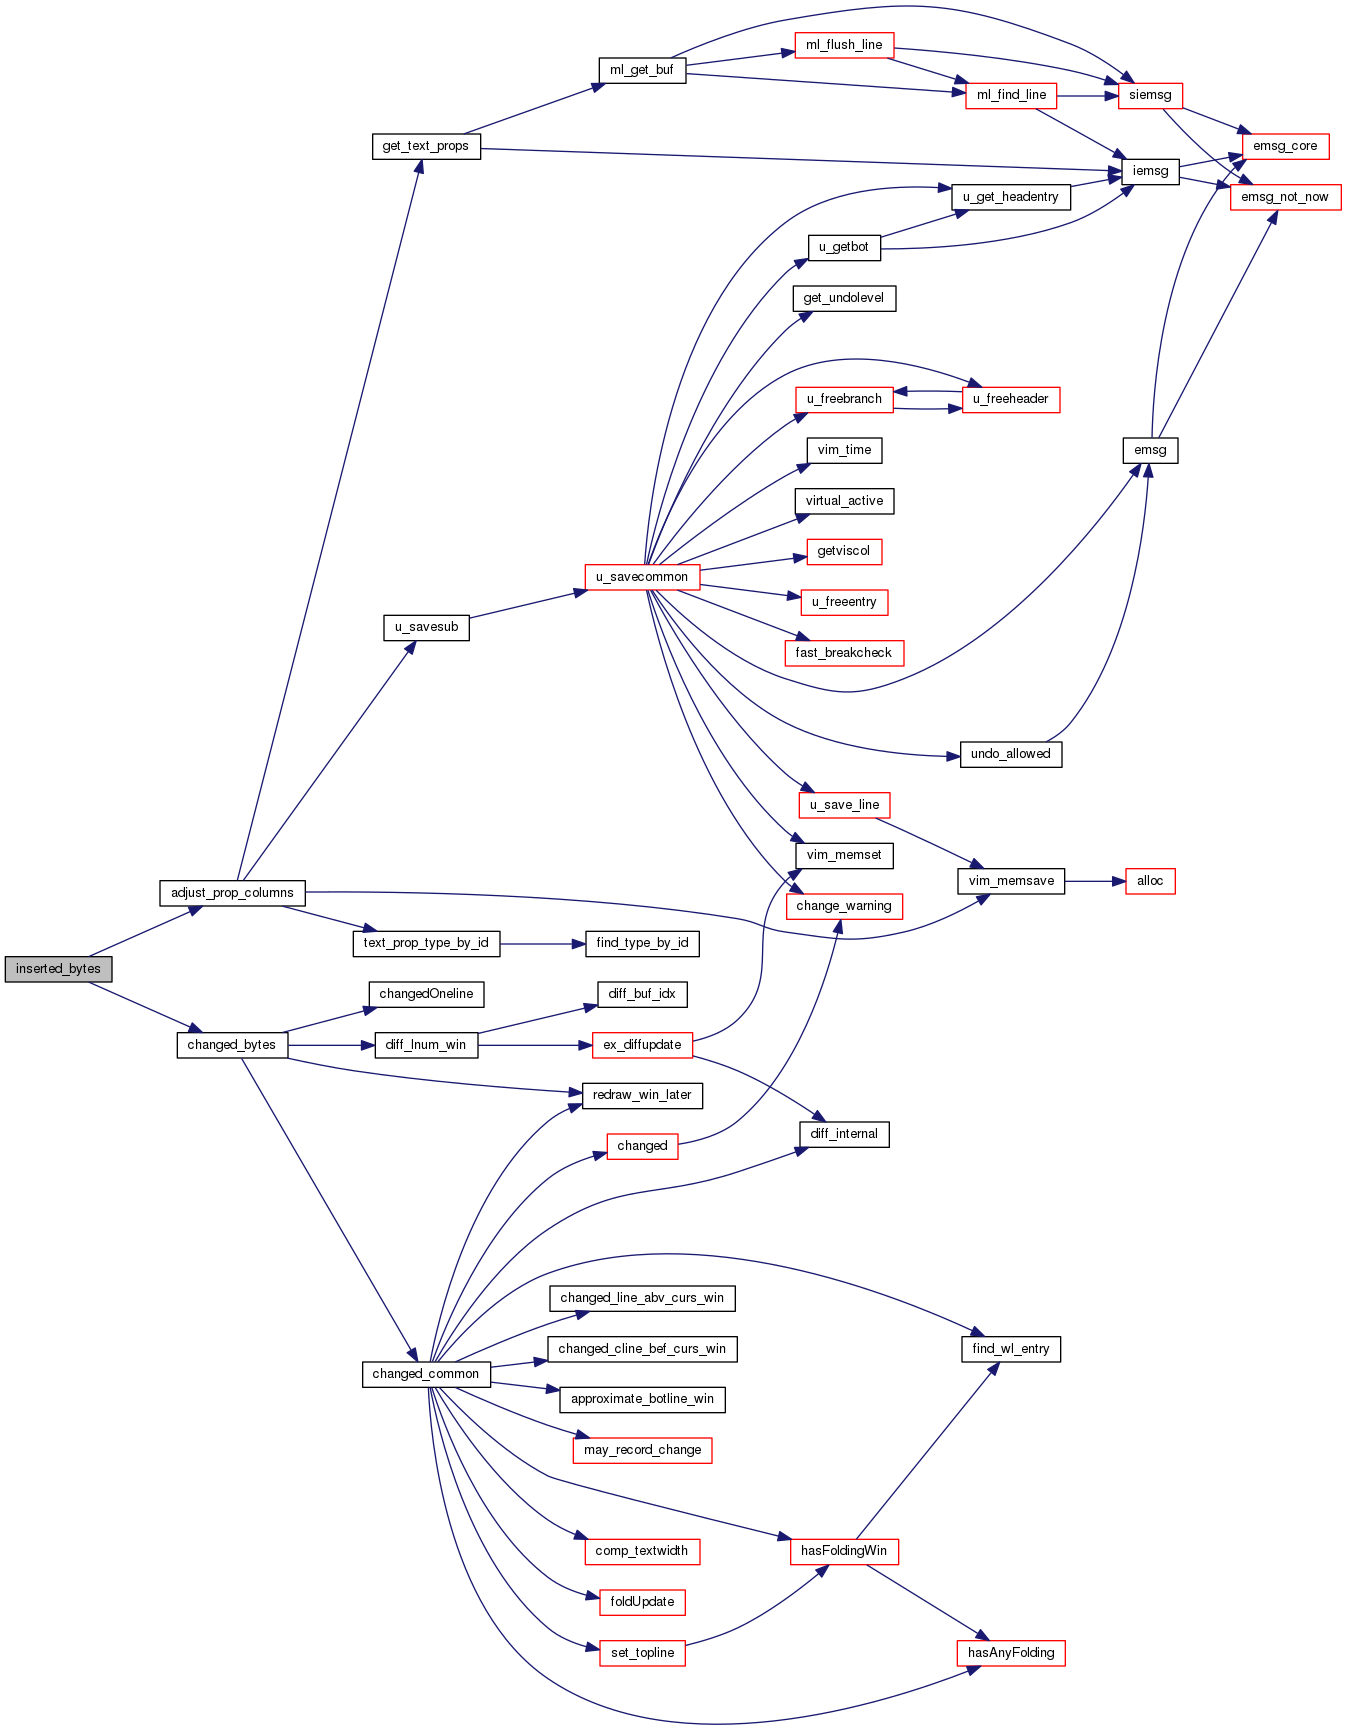 ml_flush_line
ml_get_buf
ml_find_line
siemsg
get_text_props
emsg_core
iemsg
u_get_headentry
emsg_not_now
u_getbot
get_undolevel
u_freebranch
u_freeheader
vim_time
emsg
virtual_active
getviscol
u_savecommon
u_freeentry
u_savesub
fast_breakcheck
undo_allowed
u_save_line
vim_memset
vim_memsave
alloc
adjust_prop_columns
change_warning
text_prop_type_by_id
find_type_by_id
inserted_bytes
changedOneline
diff_buf_idx
changed_bytes
diff_lnum_win
ex_diffupdate
redraw_win_later
diff_internal
changed
changed_line_abv_curs_win
changed_cline_bef_curs_win
find_wl_entry
changed_common
approximate_botline_win
may_record_change
comp_textwidth
hasFoldingWin
foldUpdate
set_topline
hasAnyFolding